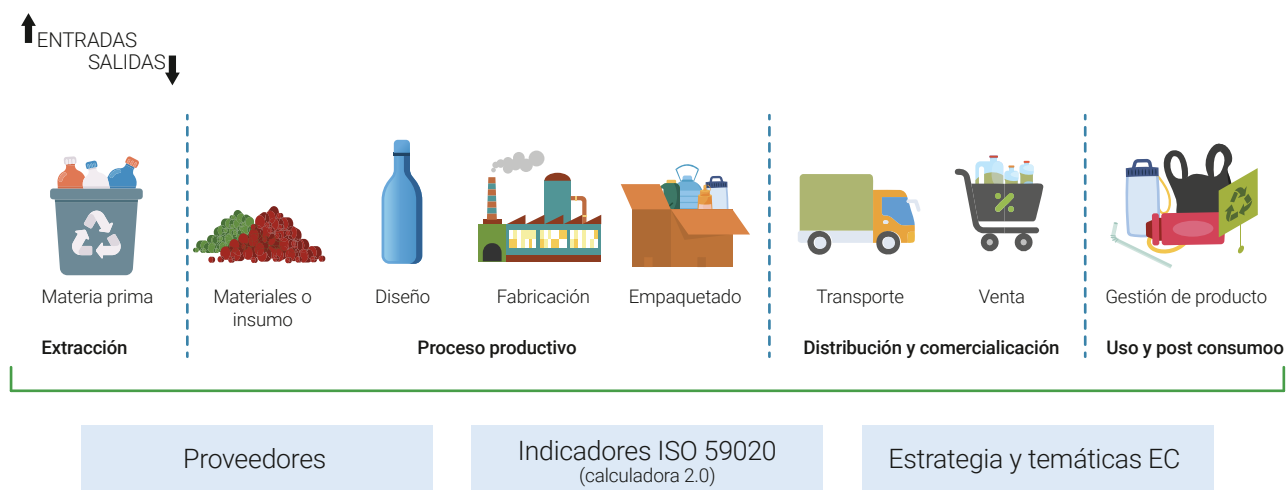 ENTRADAS
SALIDAS
Materia prima
Materiales o
insumo
Diseño
Fabricación
Empaquetado
Transporte
Venta
Gestión de producto
Extracción
Proceso productivo
Distribución y comercialicación
Uso y post consumoo
Proveedores
Indicadores ISO 59020
(calculadora 2.0)
Estrategia y temáticas EC